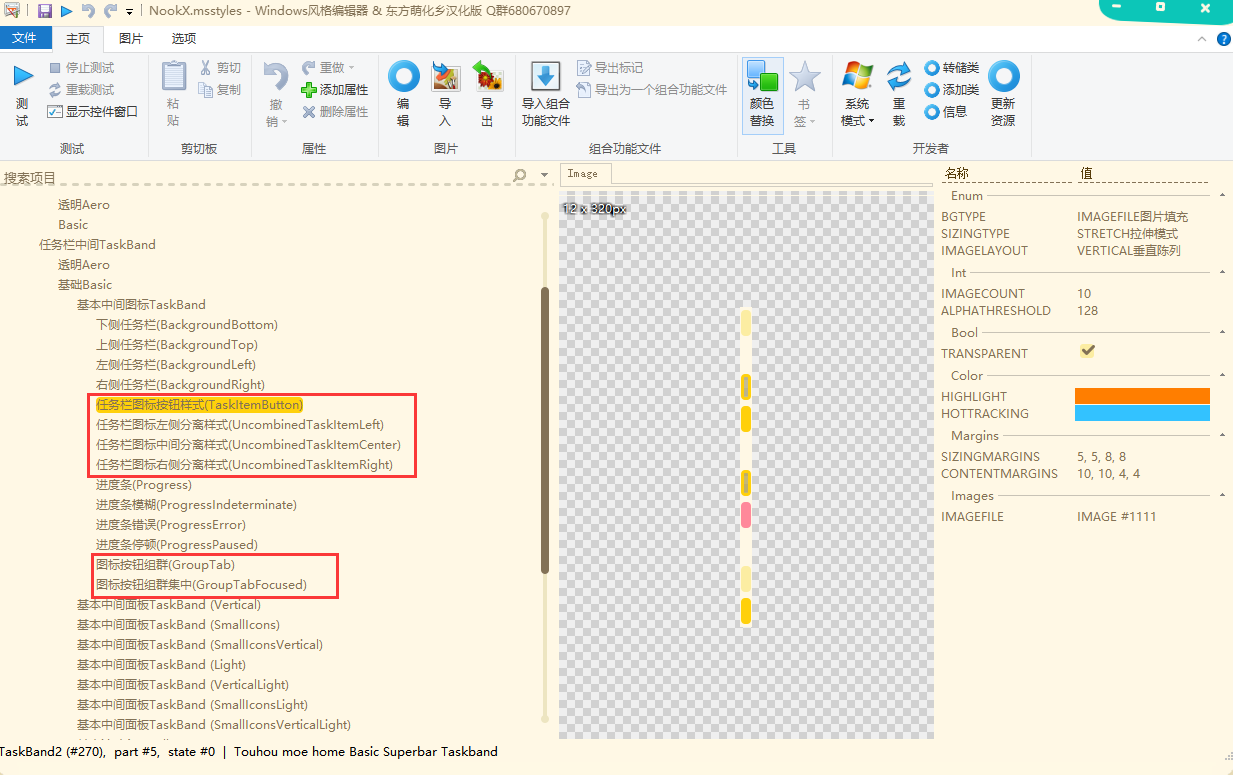 NookX.msstyles - Windows风格编辑器 & 东方萌化乡汉化版 Q群680670897
文件 主页 图片 选项
测试
停止测试
重载测试
显示控件窗口
测试
粘贴
剪切
复制
剪切板
撤销
重做
添加属性
删除属性
属性
编辑
导入
导出
图片
导入组合功能文件
导出标记
导出为一个组合功能文件
组合功能文件
颜色替换
书签
工具
系统模式
重载
转储类
添加类
信息
更新资源
开发者
搜索项目
透明Aero
Basic
任务栏中间TaskBand
透明Aero
基础Basic
基本中间图标TaskBand
下侧任务栏(BackgroundBottom)
上侧任务栏(BackgroundTop)
左侧任务栏(BackgroundLeft)
右侧任务栏(BackgroundRight)
任务栏图标按钮样式(TaskItemButton)
任务栏图标左侧分离样式(UncombinedTaskItemLeft)
任务栏图标中间分离样式(UncombinedTaskItemCenter)
任务栏图标右侧分离样式(UncombinedTaskItemRight)
进度条(Progress)
进度条模糊(ProgressIndeterminate)
进度条错误(ProgressError)
进度条停顿(ProgressPaused)
图标按钮组群(GroupTab)
图标按钮组群集中(GroupTabFocused)
基本中间面板TaskBand (Vertical)
基本中间面板TaskBand (SmallIcons)
基本中间面板TaskBand (SmallIconsVertical)
基本中间面板TaskBand (Light)
基本中间面板TaskBand (VerticalLight)
基本中间面板TaskBand (SmallIconsLight)
基本中间面板TaskBand (SmallIconsVerticalLight)
Image
12 x 320px
名称 值
Enum
BGTYPE IMAGEFILE图片填充
SIZINGTYPE STRETCH拉伸模式
IMAGELAYOUT VERTICAL垂直陈列
Int
IMAGECOUNT 10
ALPHATHRESHOLD 128
Bool
TRANSPARENT
Color
HIGHLIGHT
HOTTRACKING
Margins
SIZINGMARGINS 5, 5, 8, 8
CONTENTMARGINS 10, 10, 4, 4
Images
IMAGEFILE IMAGE #1111
TaskBand2 (#270), part #5, state #0 | Touhou moe home Basic Superbar Taskband